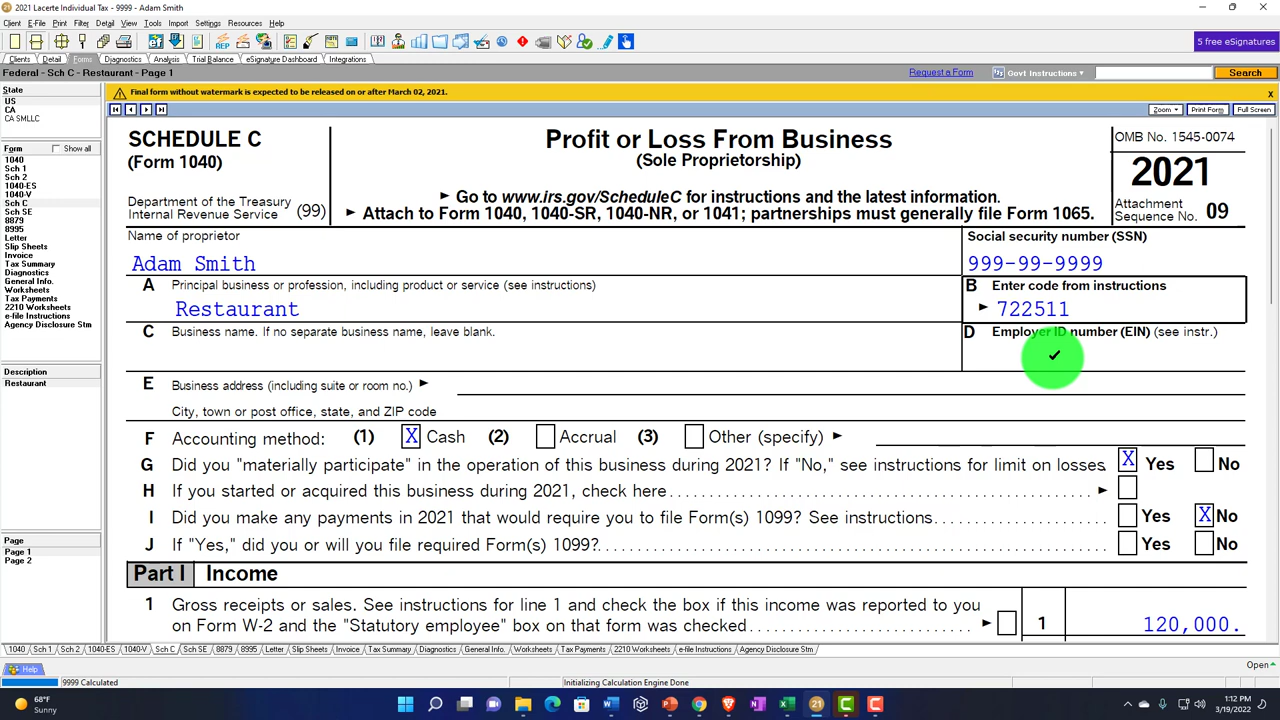 2021 Lacerte Individual Tax - 9999 - Adam Smith
Client E-File Print Filter Detail View Tools Import Settings Resources Help
REP
5 free eSignatures
Clients Detail Forms Diagnostics Analysis Trial Balance eSignature Dashboard Integrations
Federal - Sch C - Restaurant - Page 1
Request a Form
Govt Instructions
Search
State
US
CA
CA SMLLC
Form Show all
1040
Sch 1
Sch 2
1040-ES
1040-V
Sch C
Sch SE
8879
8995
Letter
Slip Sheets
Invoice
Tax Summary
Diagnostics
General Info.
Worksheets
Tax Payments
2210 Worksheets
e-file Instructions
Agency Disclosure Stm
Description
Restaurant
Page
Page 1
Page 2
Final form without watermark is expected to be released on or after March 02, 2021. x
Zoom Print Form Full Screen
SCHEDULE C
(Form 1040)
Department of the Treasury
Internal Revenue Service (99)
Profit or Loss From Business
(Sole Proprietorship)
► Go to www.irs.gov/ScheduleC for instructions and the latest information.
► Attach to Form 1040, 1040-SR, 1040-NR, or 1041; partnerships must generally file Form 1065.
OMB No. 1545-0074
2021
Attachment
Sequence No. 09
Name of proprietor
Adam Smith
Social security number (SSN)
999-99-9999
A Principal business or profession, including product or service (see instructions)
Restaurant
B Enter code from instructions
► 722511
C Business name. If no separate business name, leave blank.
D Employer ID number (EIN) (see instr.)
E Business address (including suite or room no.) ►
City, town or post office, state, and ZIP code
F Accounting method: (1) X Cash (2) Accrual (3) Other (specify) ►
G Did you "materially participate" in the operation of this business during 2021? If "No," see instructions for limit on losses. X Yes No
H If you started or acquired this business during 2021, check here ►
I Did you make any payments in 2021 that would require you to file Form(s) 1099? See instructions Yes X No
J If "Yes," did you or will you file required Form(s) 1099? Yes No
Part I Income
1 Gross receipts or sales. See instructions for line 1 and check the box if this income was reported to you
on Form W-2 and the "Statutory employee" box on that form was checked ► 1 120,000.
1040 Sch 1 Sch 2 1040-ES 1040-V Sch C Sch SE 8879 8995 Letter Slip Sheets Invoice Tax Summary Diagnostics General Info. Worksheets Tax Payments 2210 Worksheets e-file Instructions Agency Disclosure Stm
Help
Open
9999 Calculated
Initializing Calculation Engine Done
68°F
Sunny
21
1:12 PM
3/19/2022